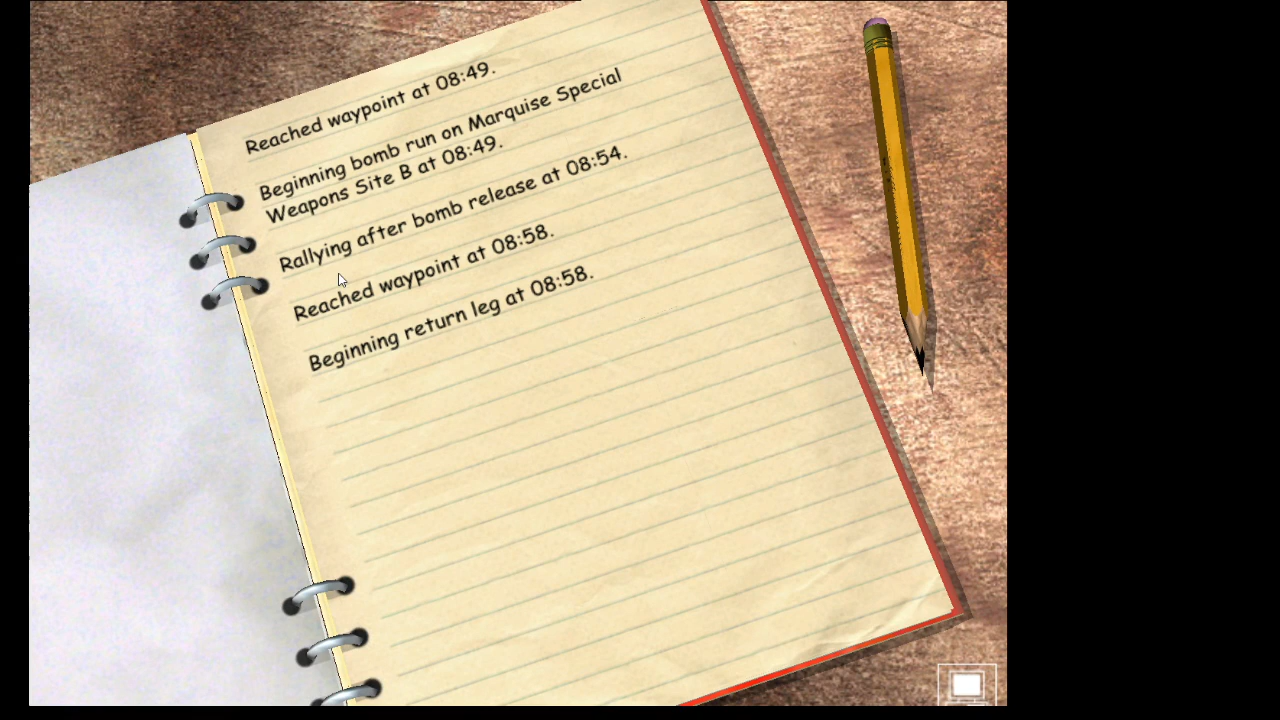 Reached waypoint at 08:49.
Beginning bomb run on Marquise Special
Weapons Site B at 08:49.
Rallying after bomb release at 08:54.
Reached waypoint at 08:58.
Beginning return leg at 08:58.